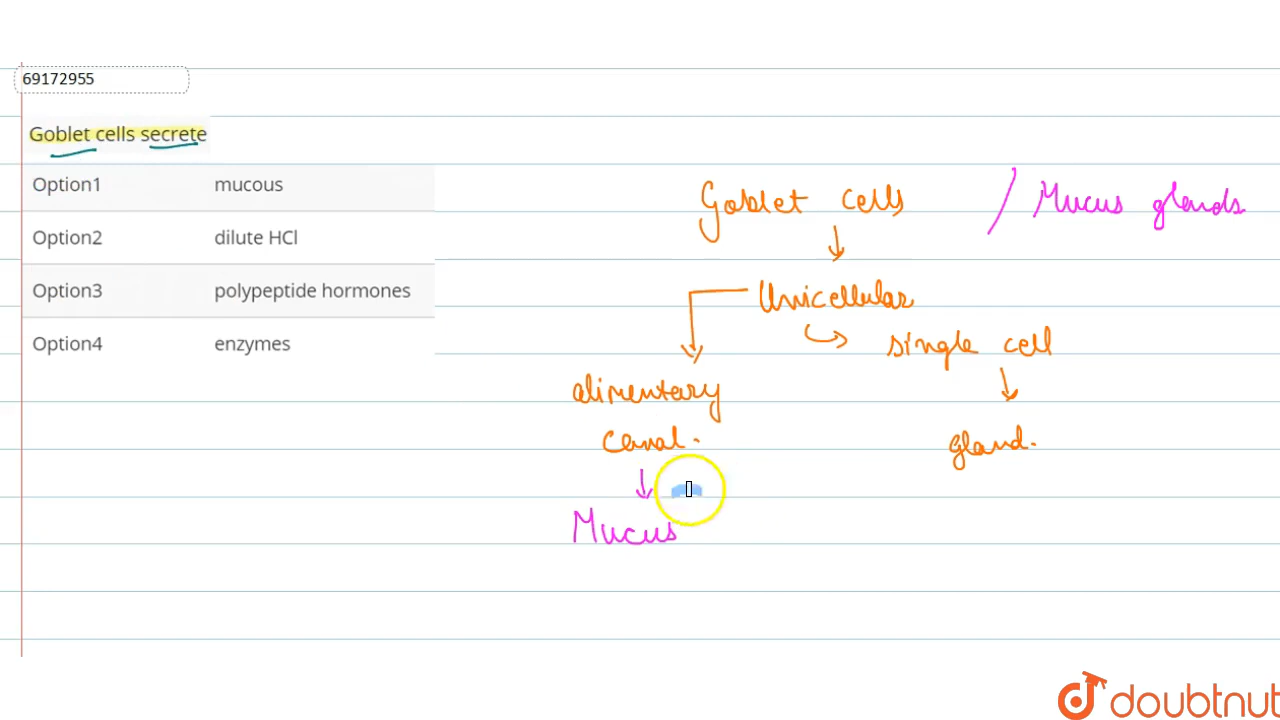 69172955
Goblet cells secrete
Option1 mucous
Option2 dilute HCl
Option3 polypeptide hormones
Option4 enzymes
Goblet cells / Mucus glands
Unicellular
single cell
alimentary
canal.
gland.
Mucus
doubtnut